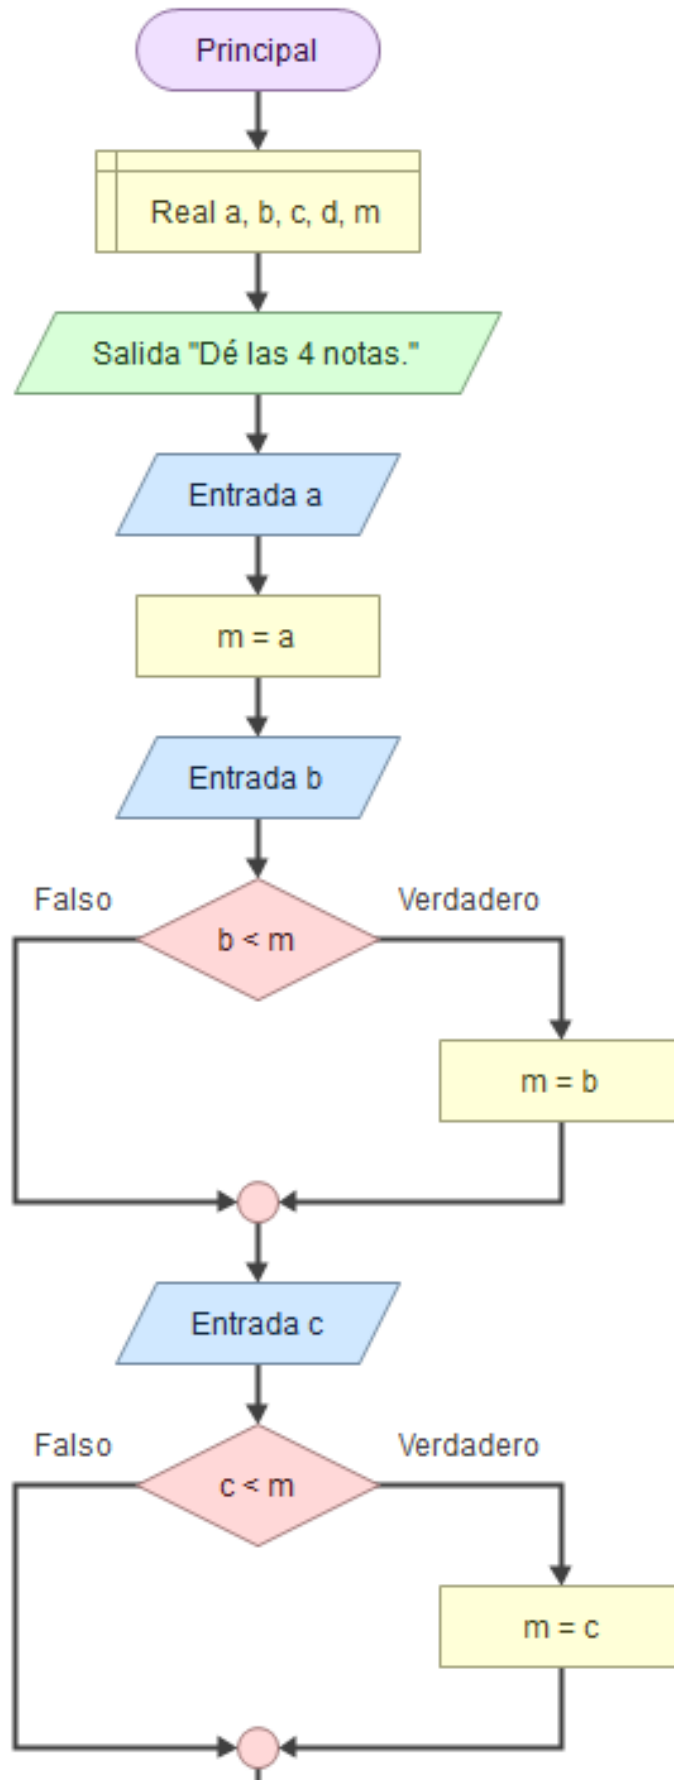 Principal
Real a, b, c, d, m
Salida "Dé las 4 notas."
Entrada a
m = a
Entrada b
Falso
Verdadero
b < m
m = b
Entrada c
Falso
Verdadero
c < m
m = c